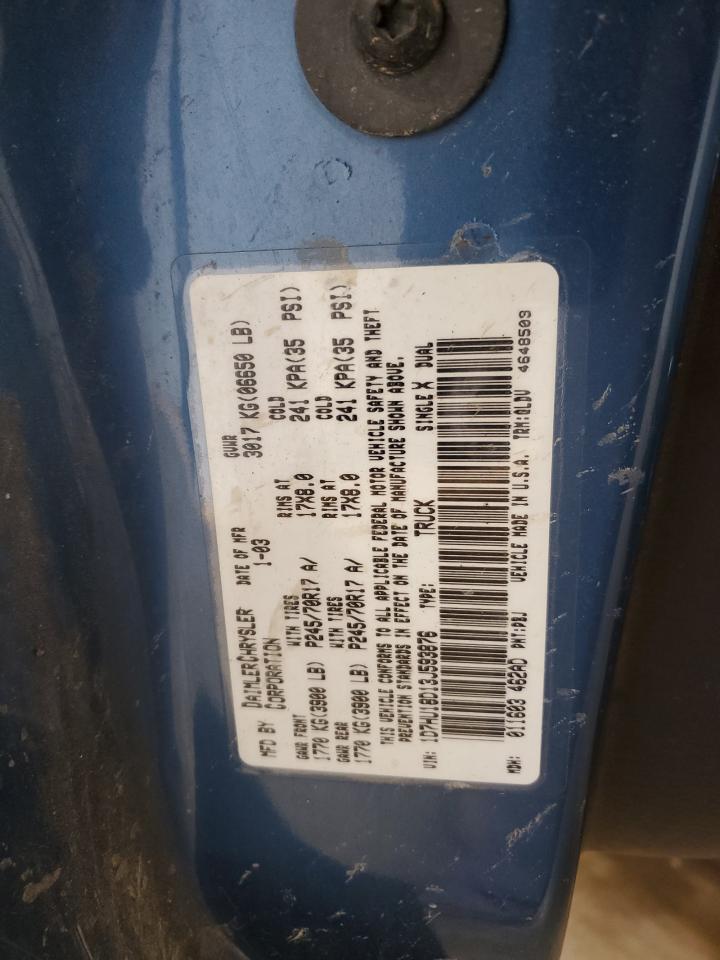 MFD BY DAIMLERCHRYSLER CORPORATION DATE OF MFR 1-03 GVWR 3017 KG(06650 LB)
GAWR FRONT WITH TIRES RIMS AT COLD
1770 KG(3900 LB) P245/70R17 A/ 17X8.0 241 KPA(35 PSI)
GAWR REAR WITH TIRES RIMS AT COLD
1770 KG(3900 LB) P245/70R17 A/ 17X8.0 241 KPA(35 PSI)
THIS VEHICLE CONFORMS TO ALL APPLICABLE FEDERAL MOTOR VEHICLE SAFETY AND THEFT
PREVENTION STANDARDS IN EFFECT ON THE DATE OF MANUFACTURE SHOWN ABOVE.
VIN: 1D7HU18D13J593876 TYPE: TRUCK SINGLE X DUAL
MDH: 011603 462AD PNT:PBJ VEHICLE MADE IN U.S.A. TRM:QLDV 4648503